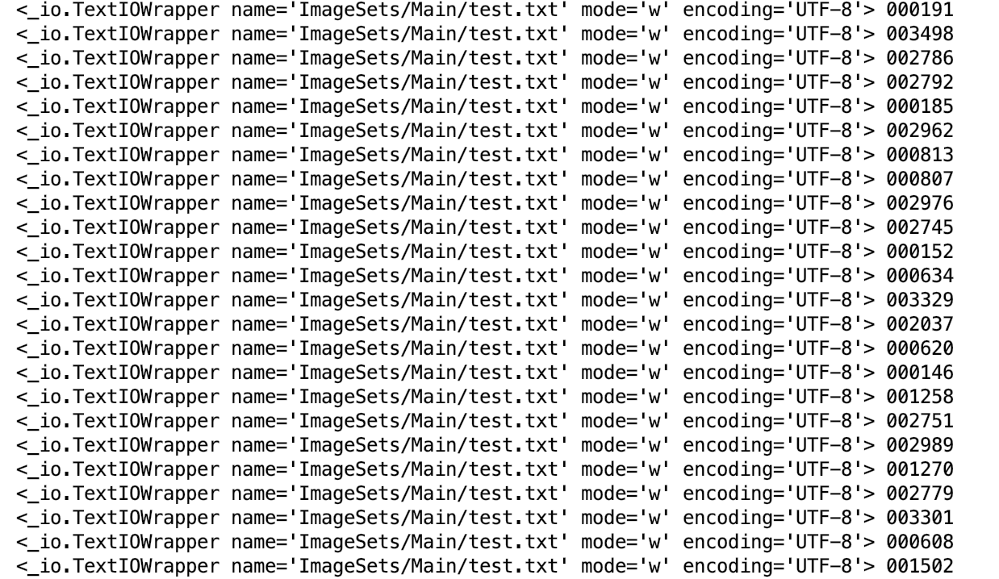 <_io.TextIOWrapper name='ImageSets/Main/test.txt' mode='w' encoding='UTF-8'> 000191
<_io.TextIOWrapper name='ImageSets/Main/test.txt' mode='w' encoding='UTF-8'> 003498
<_io.TextIOWrapper name='ImageSets/Main/test.txt' mode='w' encoding='UTF-8'> 002786
<_io.TextIOWrapper name='ImageSets/Main/test.txt' mode='w' encoding='UTF-8'> 002792
<_io.TextIOWrapper name='ImageSets/Main/test.txt' mode='w' encoding='UTF-8'> 000185
<_io.TextIOWrapper name='ImageSets/Main/test.txt' mode='w' encoding='UTF-8'> 002962
<_io.TextIOWrapper name='ImageSets/Main/test.txt' mode='w' encoding='UTF-8'> 000813
<_io.TextIOWrapper name='ImageSets/Main/test.txt' mode='w' encoding='UTF-8'> 000807
<_io.TextIOWrapper name='ImageSets/Main/test.txt' mode='w' encoding='UTF-8'> 002976
<_io.TextIOWrapper name='ImageSets/Main/test.txt' mode='w' encoding='UTF-8'> 002745
<_io.TextIOWrapper name='ImageSets/Main/test.txt' mode='w' encoding='UTF-8'> 000152
<_io.TextIOWrapper name='ImageSets/Main/test.txt' mode='w' encoding='UTF-8'> 000634
<_io.TextIOWrapper name='ImageSets/Main/test.txt' mode='w' encoding='UTF-8'> 003329
<_io.TextIOWrapper name='ImageSets/Main/test.txt' mode='w' encoding='UTF-8'> 002037
<_io.TextIOWrapper name='ImageSets/Main/test.txt' mode='w' encoding='UTF-8'> 000620
<_io.TextIOWrapper name='ImageSets/Main/test.txt' mode='w' encoding='UTF-8'> 000146
<_io.TextIOWrapper name='ImageSets/Main/test.txt' mode='w' encoding='UTF-8'> 001258
<_io.TextIOWrapper name='ImageSets/Main/test.txt' mode='w' encoding='UTF-8'> 002751
<_io.TextIOWrapper name='ImageSets/Main/test.txt' mode='w' encoding='UTF-8'> 002989
<_io.TextIOWrapper name='ImageSets/Main/test.txt' mode='w' encoding='UTF-8'> 001270
<_io.TextIOWrapper name='ImageSets/Main/test.txt' mode='w' encoding='UTF-8'> 002779
<_io.TextIOWrapper name='ImageSets/Main/test.txt' mode='w' encoding='UTF-8'> 003301
<_io.TextIOWrapper name='ImageSets/Main/test.txt' mode='w' encoding='UTF-8'> 000608
<_io.TextIOWrapper name='ImageSets/Main/test.txt' mode='w' encoding='UTF-8'> 001502